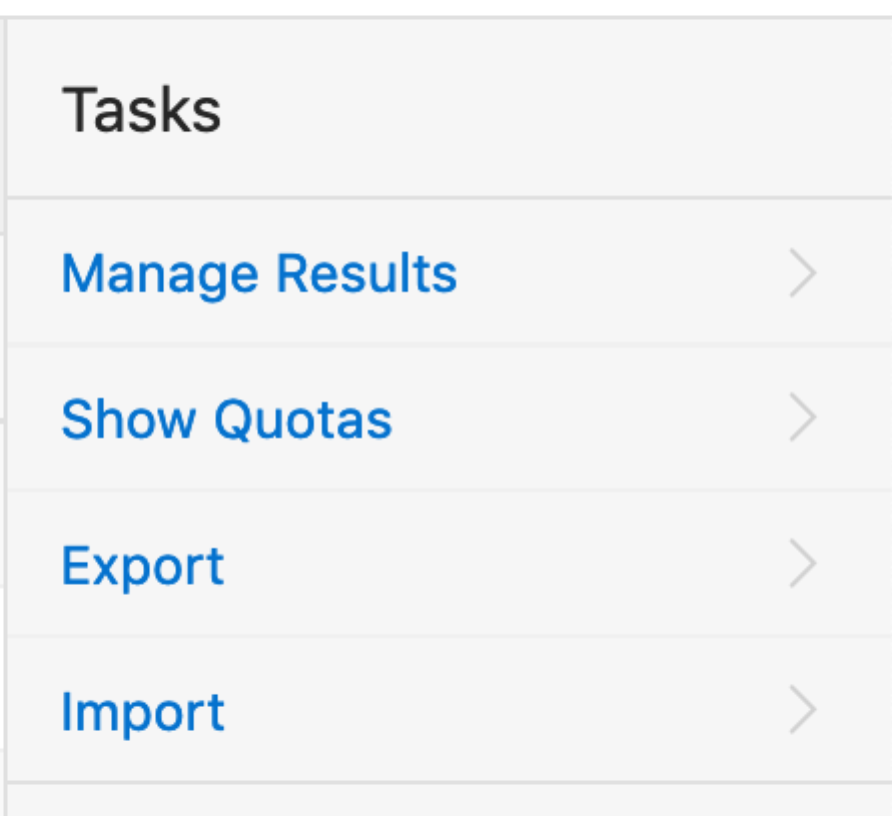 Tasks
Manage Results
Show Quotas
Export
Import